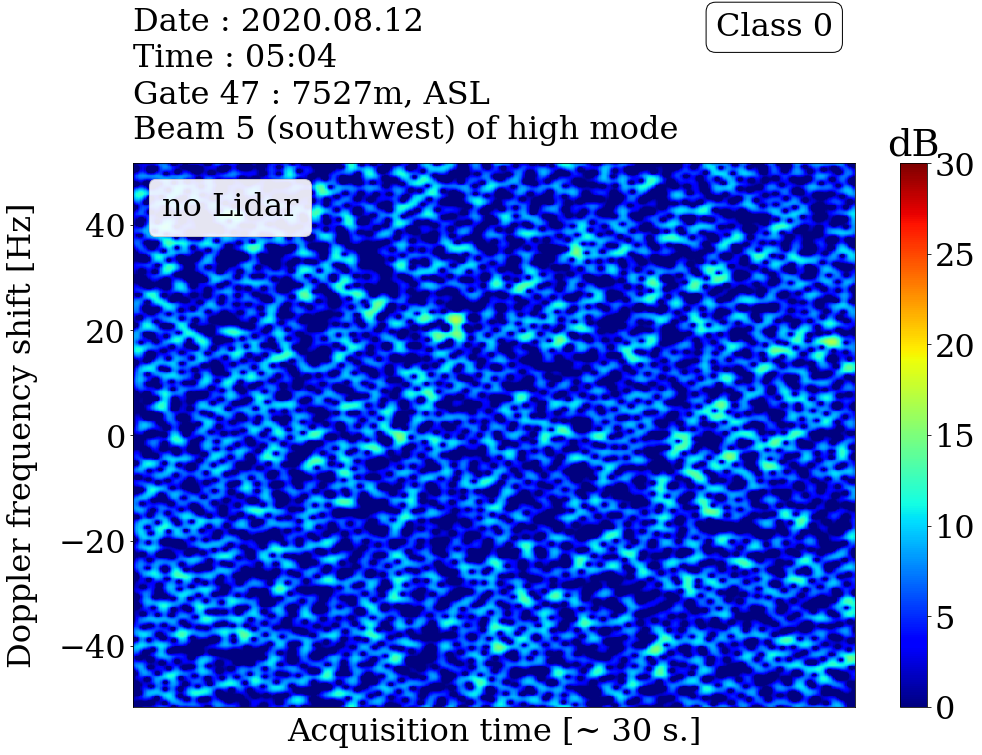 Date : 2020.08.12
Time : 05:04
Gate 47 : 7527m, ASL
Beam 5 (southwest) of high mode
Class 0
dB
no Lidar
Doppler frequency shift [Hz]
40
20
0
−20
−40
30
25
20
15
10
5
0
Acquisition time [~ 30 s.]